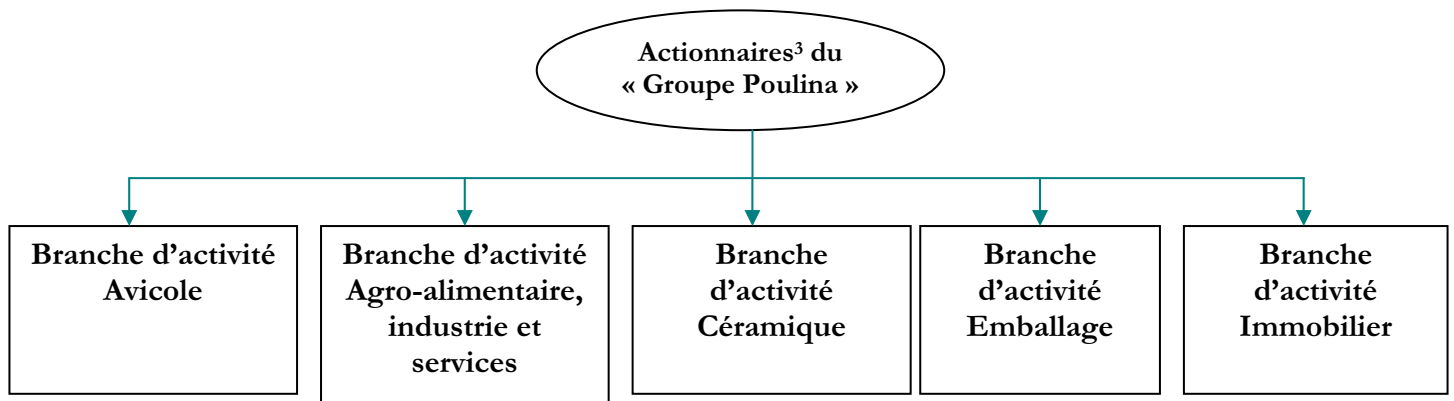 Actionnaires³ du
« Groupe Poulina »
Branche d’activité
Avicole
Branche d’activité
Agro-alimentaire,
industrie et
services
Branche
d’activité
Céramique
Branche
d’activité
Emballage
Branche
d’activité
Immobilier